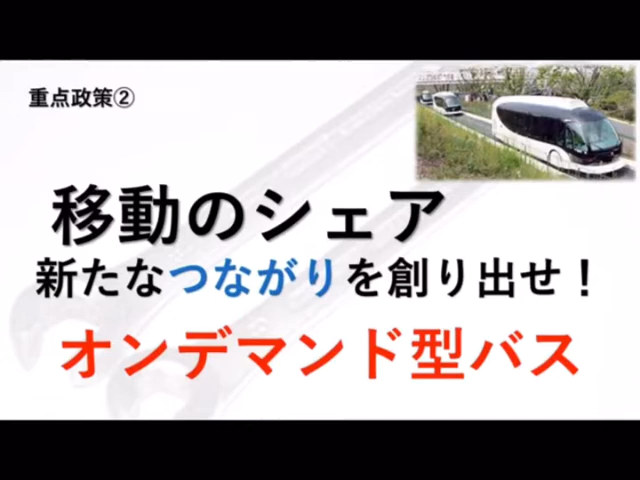 重点政策②
移動のシェア
新たなつながりを創り出せ！
オンデマンド型バス